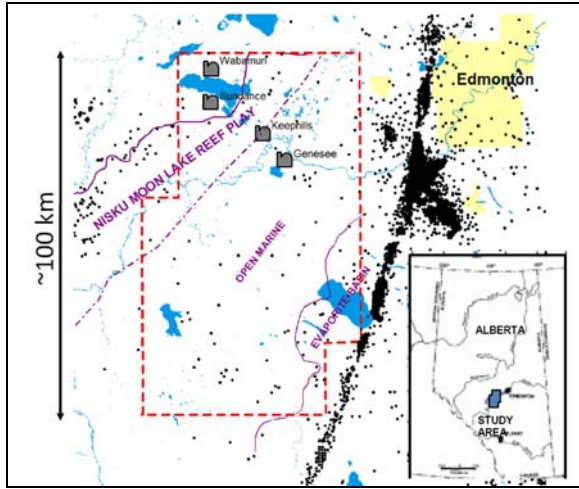 Wabamun
Edmonton
Sundance
Keephills
NISKU MOON LAKE REEF PLAY
Genesee
~100 km
OPEN MARINE
EVAPORITE BASIN
ALBERTA
EDMONTON
STUDY
AREA